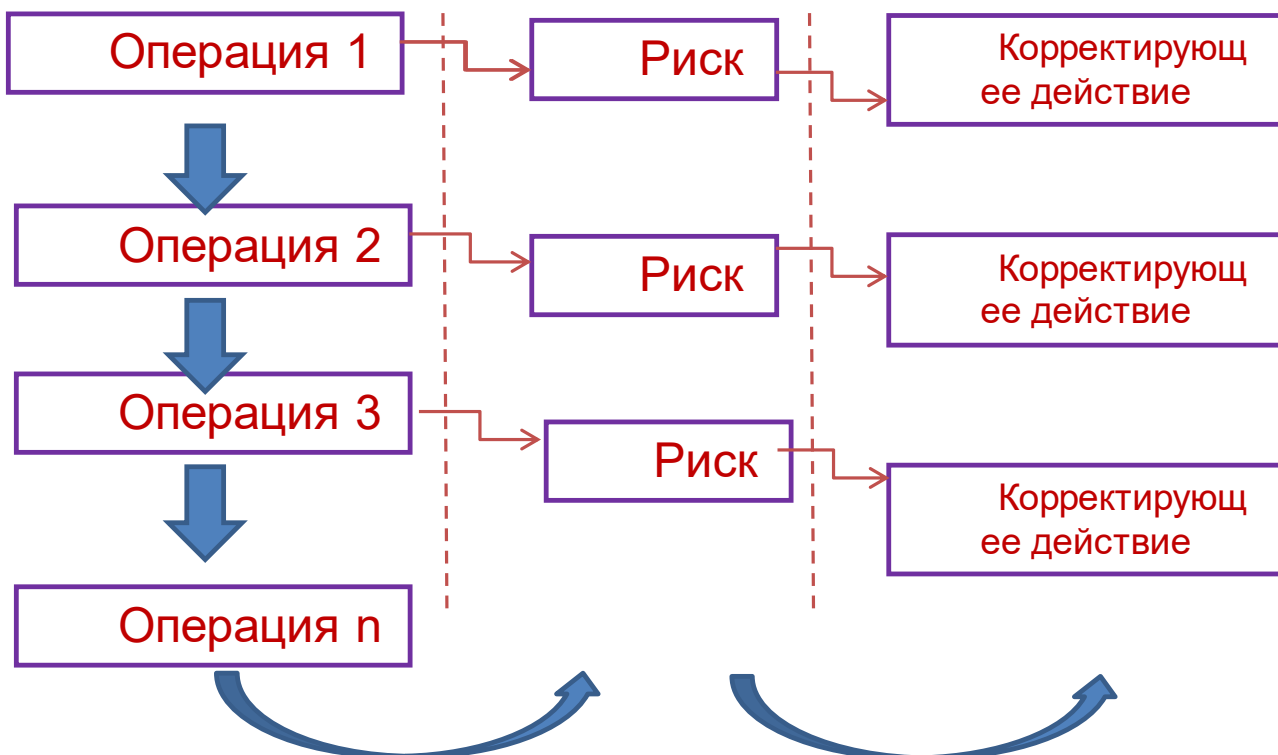 Операция 1
Риск
Корректирующ
ее действие
Операция 2
Риск
Корректирующ
ее действие
Операция 3
Риск
Корректирующ
ее действие
Операция n